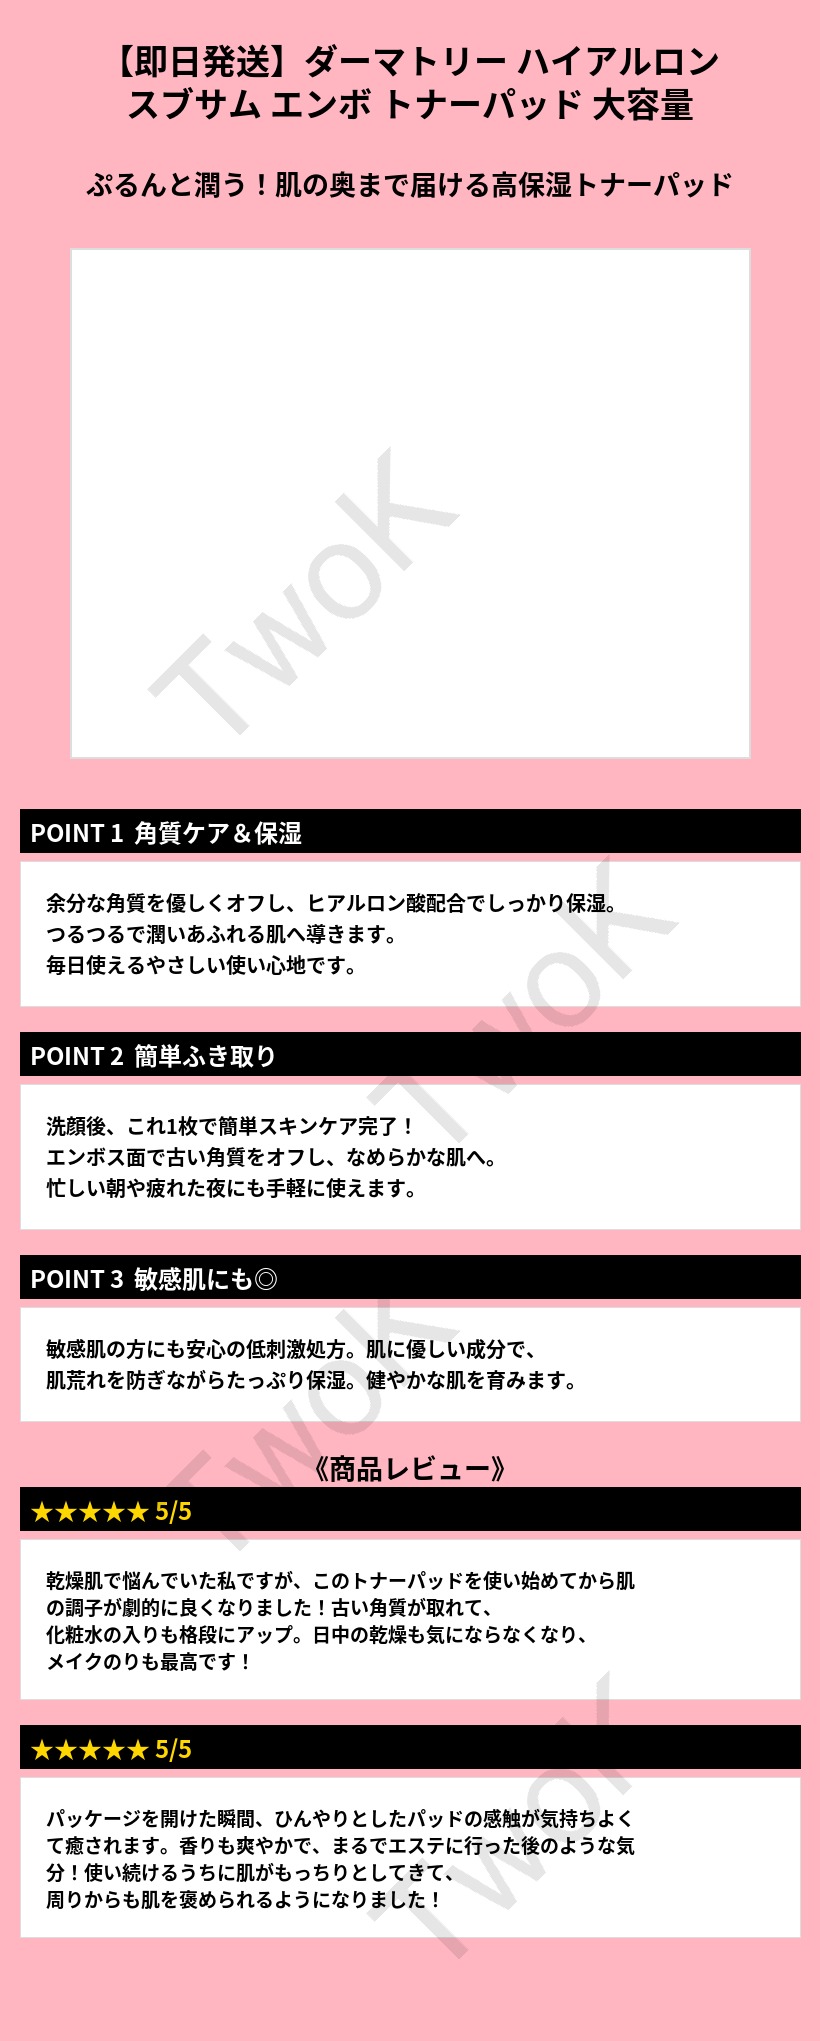 【即日発送】ダーマトリー ハイアルロン
スブサム エンボ トナーパッド 大容量
ぷるんと潤う！肌の奥まで届ける高保湿トナーパッド
TwoK
POINT 1 角質ケア＆保湿
余分な角質を優しくオフし、ヒアルロン酸配合でしっかり保湿。
つるつるで潤いあふれる肌へ導きます。
毎日使えるやさしい使い心地です。
TwoK
POINT 2 簡単ふき取り
洗顔後、これ1枚で簡単スキンケア完了！
エンボス面で古い角質をオフし、なめらかな肌へ。
忙しい朝や疲れた夜にも手軽に使えます。
POINT 3 敏感肌にも◎
敏感肌の方にも安心の低刺激処方。肌に優しい成分で、
肌荒れを防ぎながらたっぷり保湿。健やかな肌を育みます。
TwoK
《商品レビュー》
★★★★★ 5/5
乾燥肌で悩んでいた私ですが、このトナーパッドを使い始めてから肌
の調子が劇的に良くなりました！古い角質が取れて、
化粧水の入りも格段にアップ。日中の乾燥も気にならなくなり、
メイクのりも最高です！
★★★★★ 5/5
パッケージを開けた瞬間、ひんやりとしたパッドの感触が気持ちよく
て癒されます。香りも爽やかで、まるでエステに行った後のような気
分！使い続けるうちに肌がもっちりとしてきて、
周りからも肌を褒められるようになりました！
TwoK